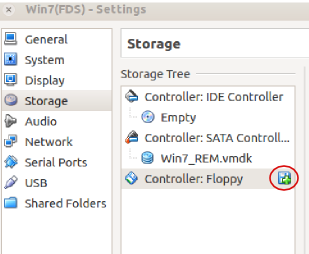 Win7(FDS) - Settings
General
System
Display
Storage
Audio
Network
Serial Ports
USB
Shared Folders
Storage
Storage Tree
Controller: IDE Controller
Empty
Controller: SATA Controll...
Win7_REM.vmdk
Controller: Floppy